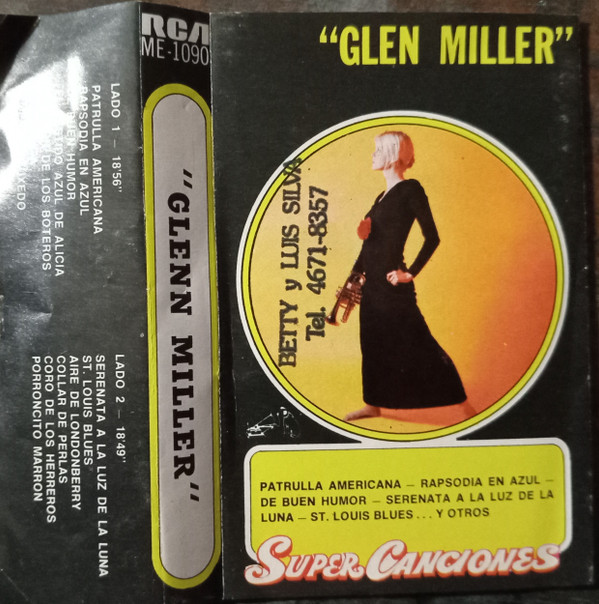 LADO 1 — 18'56"
PATRULLA AMERICANA
RAPSODIA EN AZUL
HUMOR
AZUL DE ALICIA
DE LOS BOTEROS
LADO 2 — 18'49"
SERENATA A LA LUZ DE LA LUNA
ST. LOUIS BLUES
AIRE DE LONDONBERRY
COLLAR DE PERLAS
CORO DE LOS HERREROS
PORRONCITO MARRON
RCA
ME-1090
"GLENN MILLER"
"GLEN MILLER"
BETTY y LUIS SILVA
Tel. 4671-8357
PATRULLA AMERICANA — RAPSODIA EN AZUL —
DE BUEN HUMOR — SERENATA A LA LUZ DE LA
LUNA — ST. LOUIS BLUES . . . Y OTROS
SUPER CANCIONES